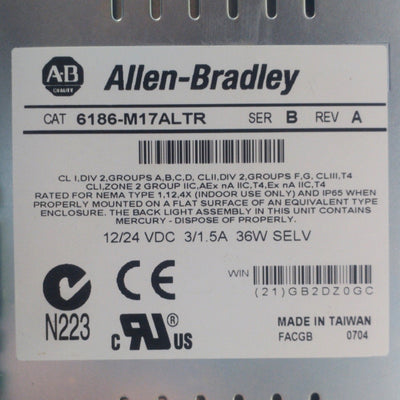 A-B
QUALITY
Allen-Bradley
CAT 6186-M17ALTR SER B REV A
CL I,DIV 2,GROUPS A,B,C,D, CLII,DIV 2,GROUPS F,G, CLIII,T4
CLI,ZONE 2 GROUP IIC,AEx nA IIC,T4,Ex nA IIC,T4
RATED FOR NEMA TYPE 1,12,4X (INDOOR USE ONLY) AND IP65 WHEN
PROPERLY MOUNTED ON A FLAT SURFACE OF AN EQUIVALENT TYPE
ENCLOSURE. THE BACK LIGHT ASSEMBLY IN THIS UNIT CONTAINS
MERCURY - DISPOSE OF PROPERLY.
12/24 VDC 3/1.5A 36W SELV
CE
WIN
(21)GB2DZ0GC
N223
C RU ® US
MADE IN TAIWAN
FACGB 0704